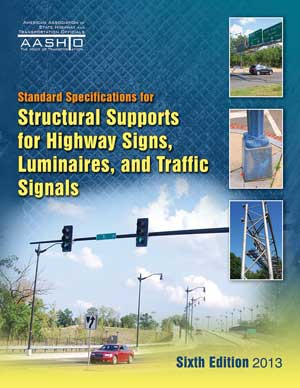 AMERICAN ASSOCIATION OF
STATE HIGHWAY AND
TRANSPORTATION OFFICIALS
AASHTO
THE VOICE OF TRANSPORTATION
Standard Specifications for
Structural Supports
for Highway Signs,
Luminaires, and Traffic
Signals
Sixth Edition 2013